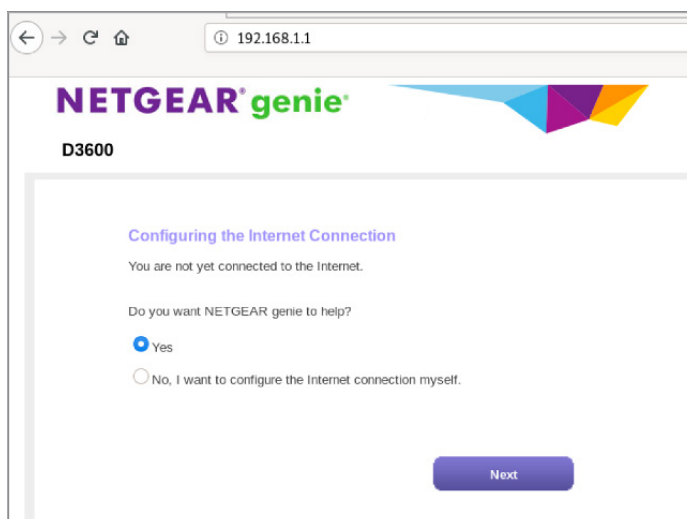 192.168.1.1
NETGEAR® genie®
D3600
Configuring the Internet Connection
You are not yet connected to the Internet.
Do you want NETGEAR genie to help?
Yes
No, I want to configure the Internet connection myself.
Next